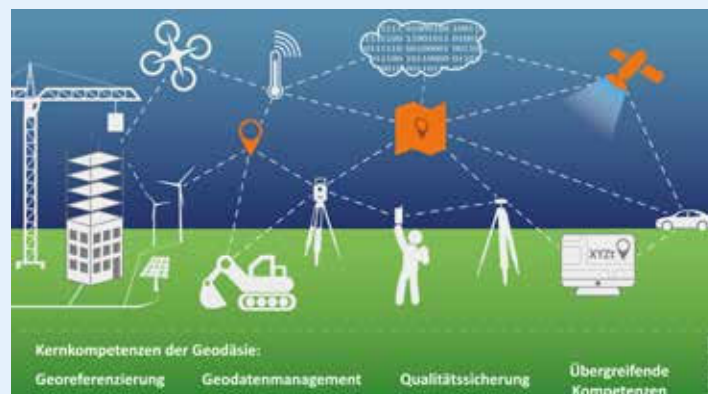 XYZt
Kernkompetenzen der Geodäsie:
Georeferenzierung
Geodatenmanagement
Qualitätssicherung
Übergreifende
Kompetenzen